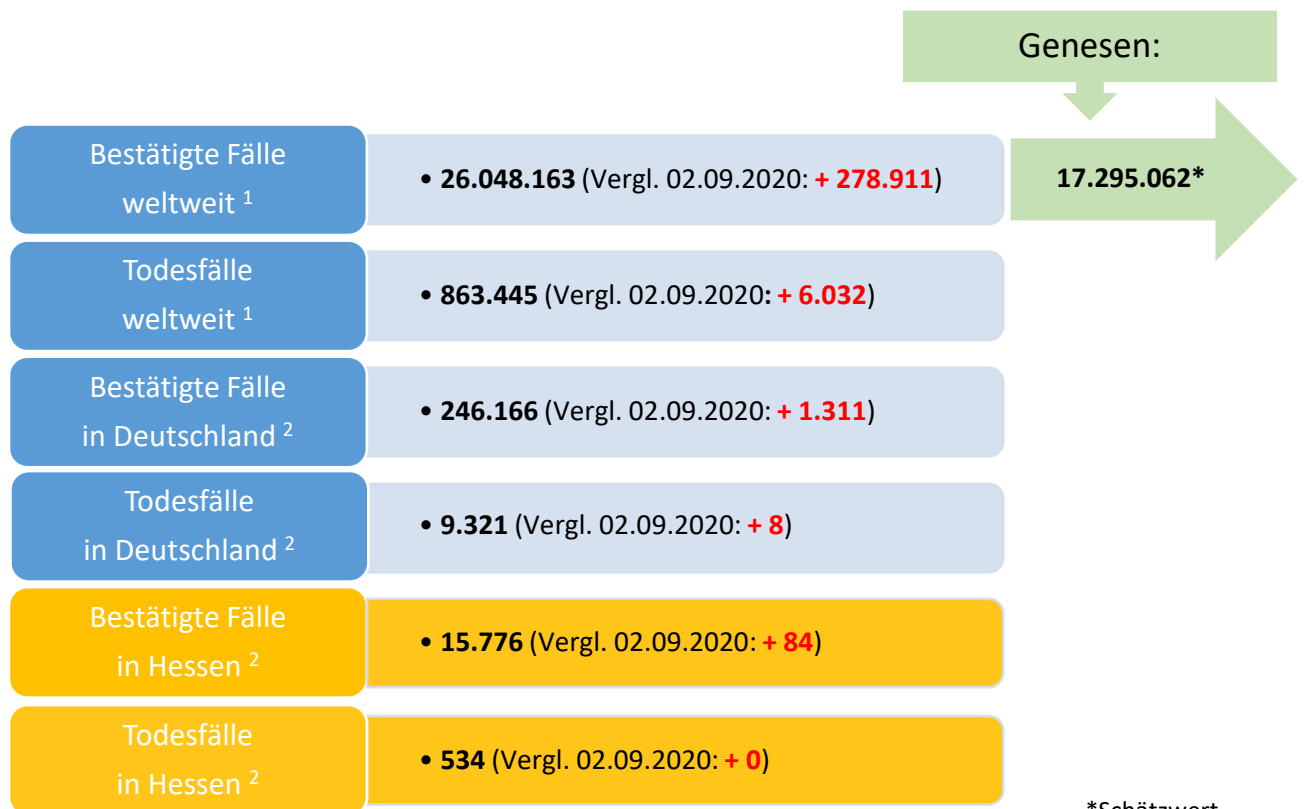 Genesen:
Bestätigte Fälle
weltweit ¹
• 26.048.163 (Vergl. 02.09.2020: + 278.911)
17.295.062*
Todesfälle
weltweit ¹
• 863.445 (Vergl. 02.09.2020: + 6.032)
Bestätigte Fälle
in Deutschland ²
• 246.166 (Vergl. 02.09.2020: + 1.311)
Todesfälle
in Deutschland ²
• 9.321 (Vergl. 02.09.2020: + 8)
Bestätigte Fälle
in Hessen ²
• 15.776 (Vergl. 02.09.2020: + 84)
Todesfälle
in Hessen ²
• 534 (Vergl. 02.09.2020: + 0)
*Schätzwert